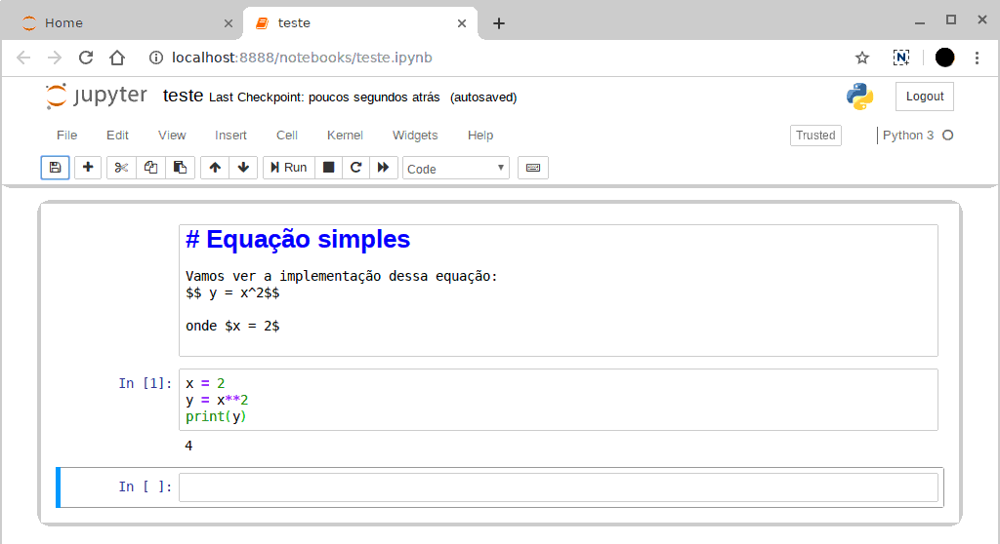 Home
teste
localhost:8888/notebooks/teste.ipynb
N
jupyter teste Last Checkpoint: poucos segundos atrás (autosaved)
Logout
File Edit View Insert Cell Kernel Widgets Help
Trusted
Python 3
Run
Code
# Equação simples
Vamos ver a implementação dessa equação:
$$ y = x^2$$
onde $x = 2$
In [1]:
x = 2
y = x**2
print(y)
4
In [ ]: